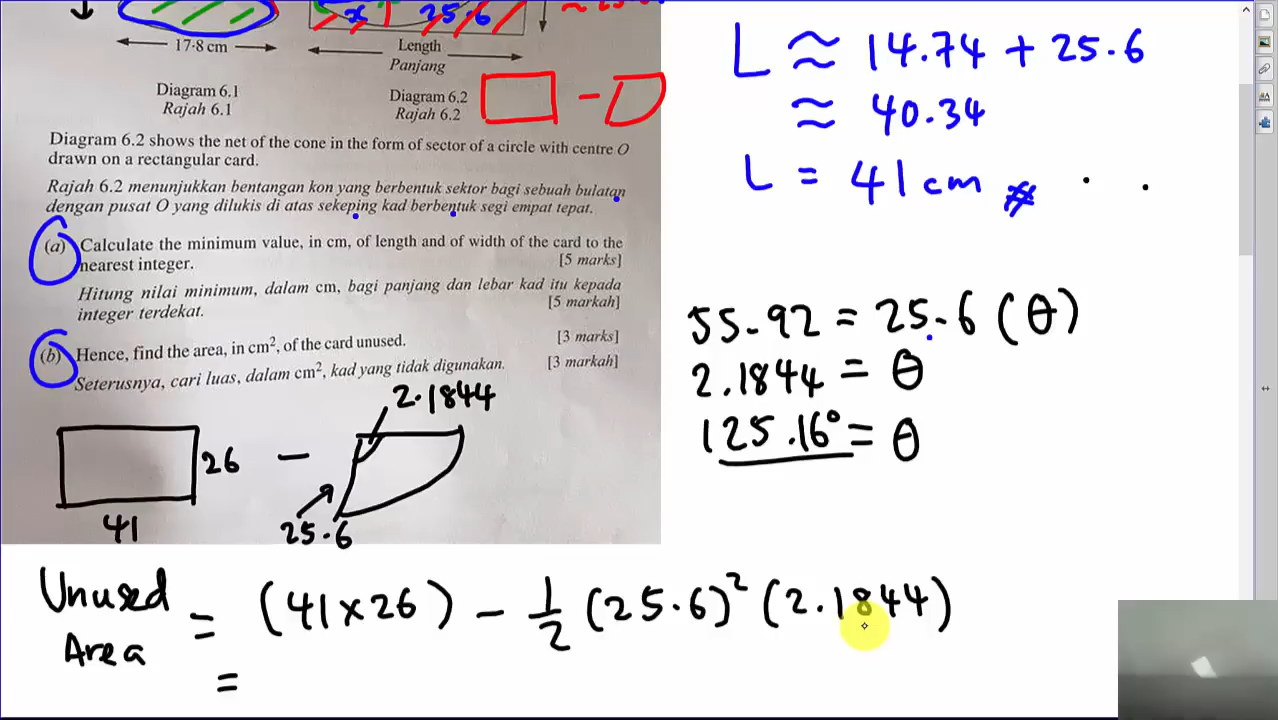 x 25.6
17.8 cm
Length
Panjang
Diagram 6.1
Rajah 6.1
Diagram 6.2
Rajah 6.2
Diagram 6.2 shows the net of the cone in the form of sector of a circle with centre O
drawn on a rectangular card.
Rajah 6.2 menunjukkan bentangan kon yang berbentuk sektor bagi sebuah bulatan
dengan pusat O yang dilukis di atas sekeping kad berbentuk segi empat tepat.
(a) Calculate the minimum value, in cm, of length and of width of the card to the
nearest integer. [5 marks]
Hitung nilai minimum, dalam cm, bagi panjang dan lebar kad itu kepada
integer terdekat. [5 markah]
(b) Hence, find the area, in cm², of the card unused. [3 marks]
Seterusnya, cari luas, dalam cm², kad yang tidak digunakan. [3 markah]
2.1844
26
−
41
25.6
L ≈ 14.74 + 25.6
≈ 40.34
L = 41 cm #
55.92 = 25.6 (θ)
2.1844 = θ
125.16° = θ
Unused Area = (41 x 26) − 1/2 (25.6)² (2.1844)
=